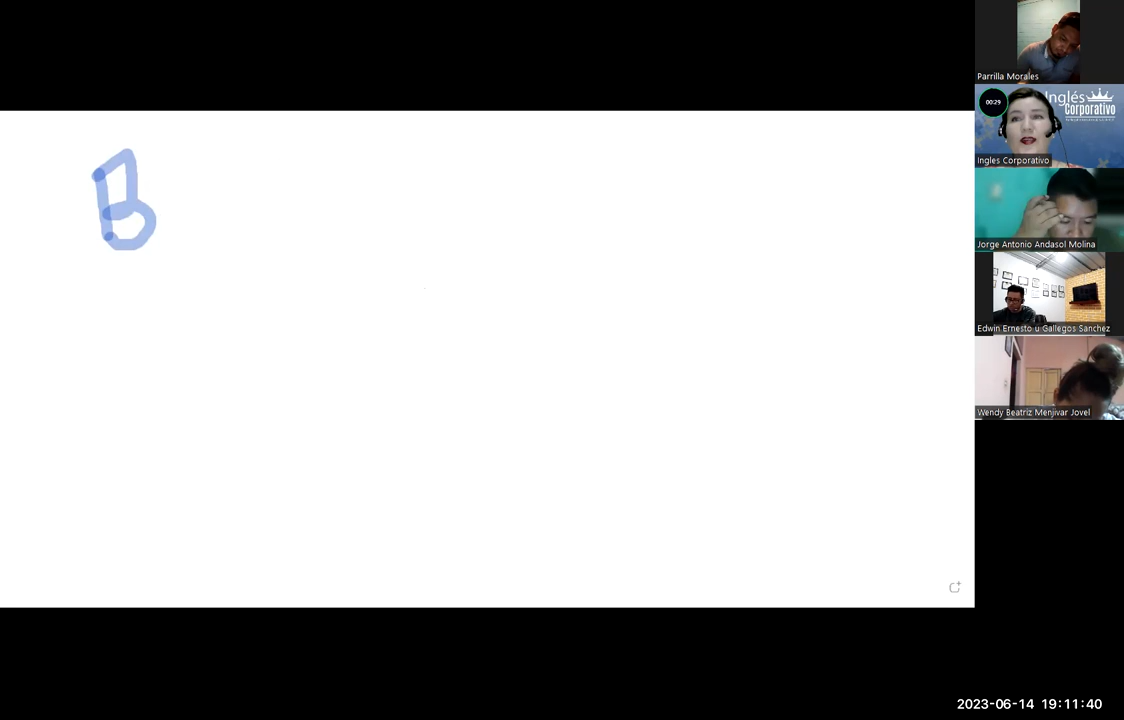 B
Parrilla Morales
00:29
Inglés
Corporativo
Ingles Corporativo
Jorge Antonio Andasol Molina
Edwin Ernesto u Gallegos Sanchez
Wendy Beatriz Menjivar Jovel
2023-06-14 19:11:40